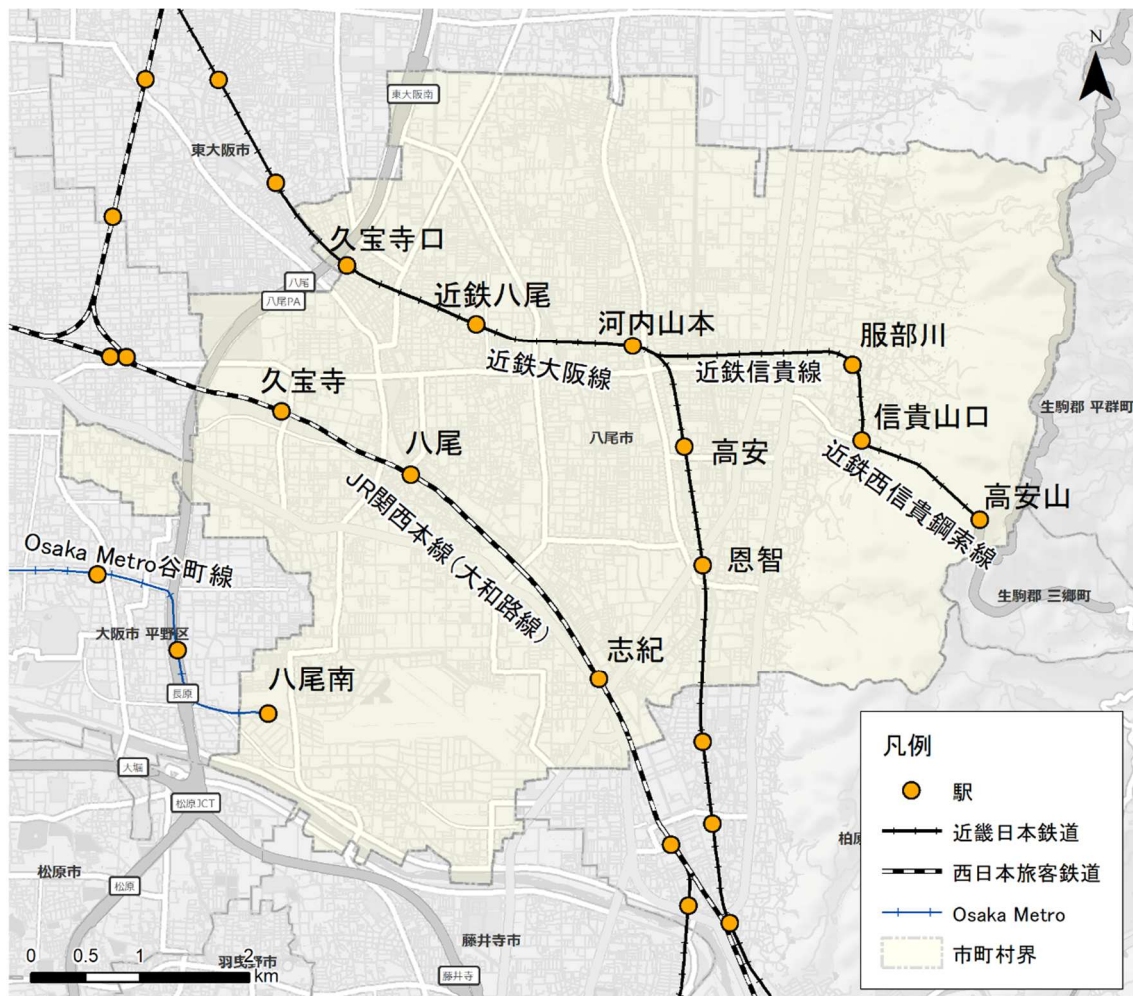 N
東大阪南
東大阪市
久宝寺口
八尾
八尾PA
近鉄八尾
河内山本
近鉄大阪線
近鉄信貴線
服部川
生駒郡 平群町
久宝寺
八尾
八尾市
高安
信貴山口
近鉄西信貴鋼索線
高安山
JR関西本線(大和路線)
Osaka Metro谷町線
恩智
生駒郡 三郷町
大阪市 平野区
志紀
長原
八尾南
大堀
松原JCT
松原市
松原
藤井寺市
羽曳野市
藤井寺
0 0.5 1 2
km
凡例
駅
近畿日本鉄道
西日本旅客鉄道
Osaka Metro
市町村界